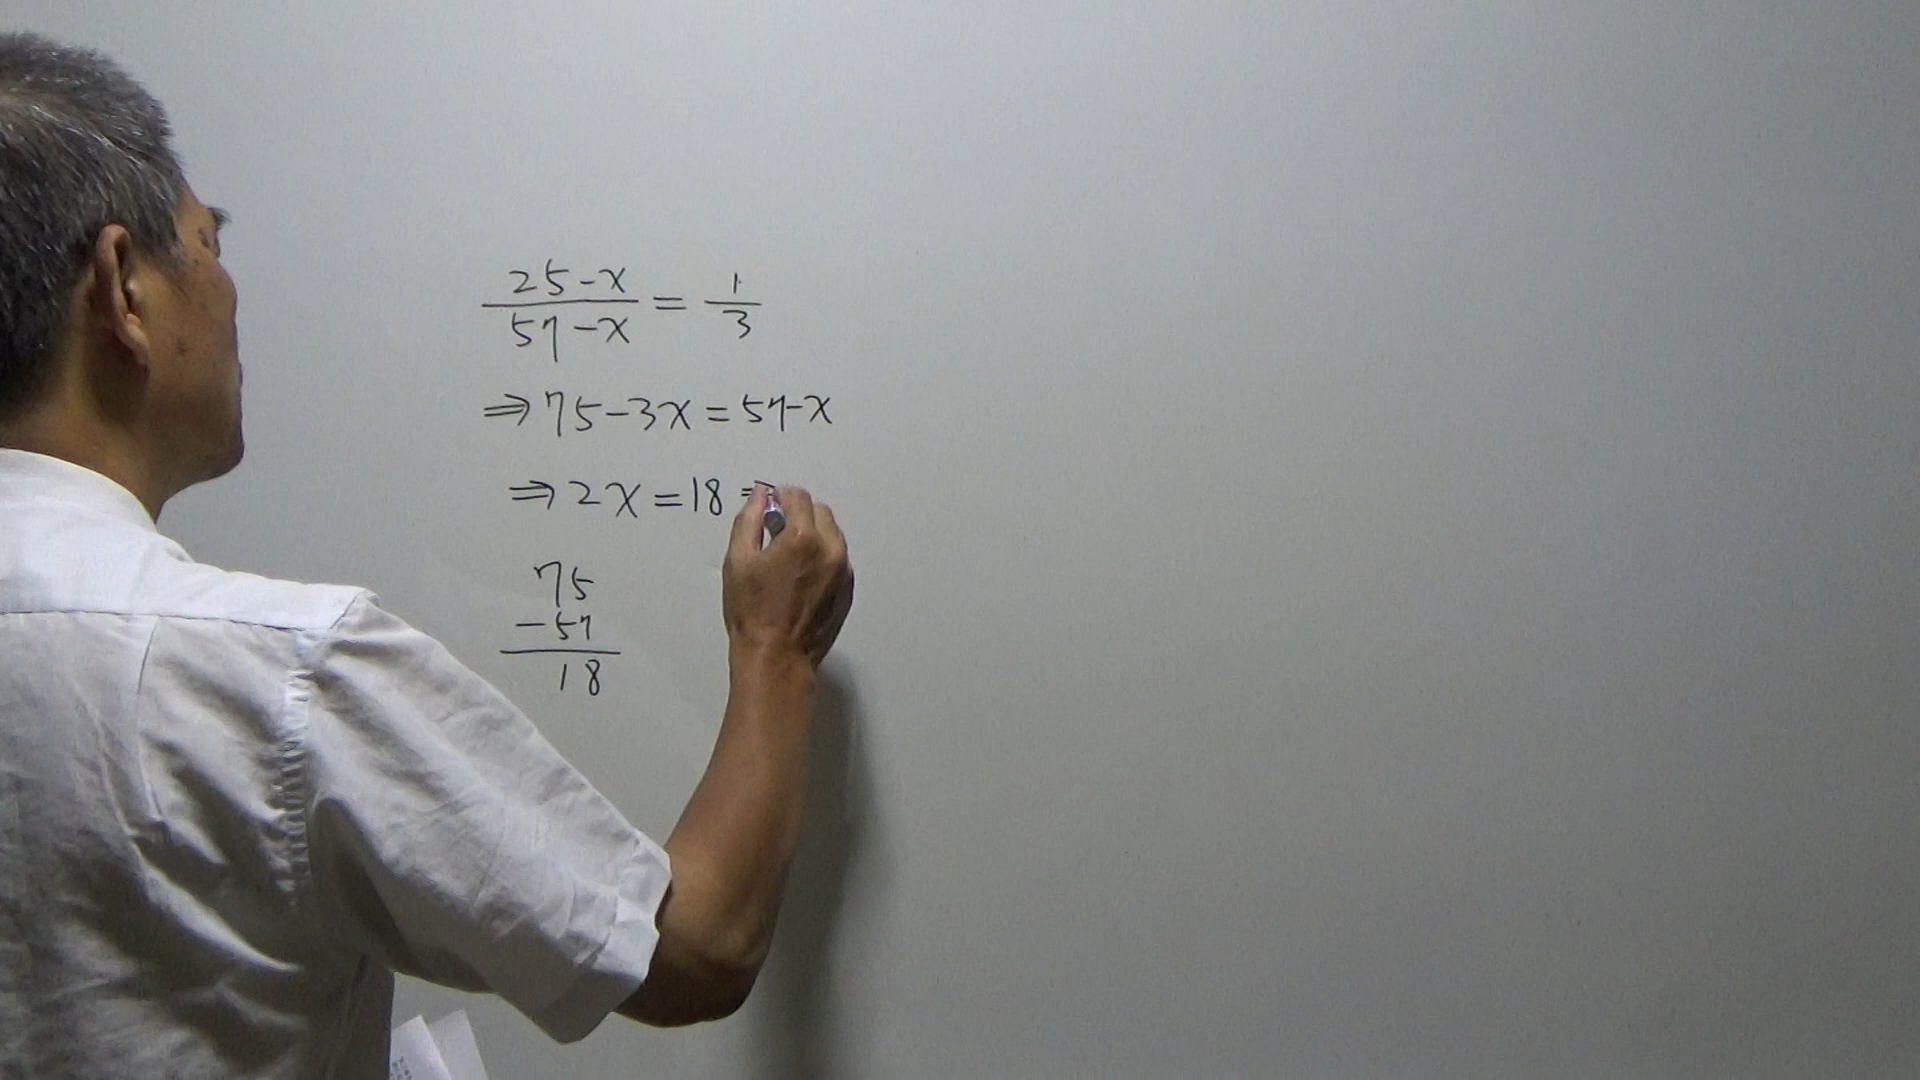 25-x / 57-x = 1/3
⇒ 75-3x = 57-x
⇒ 2x = 18 ⇒
75
-57
18